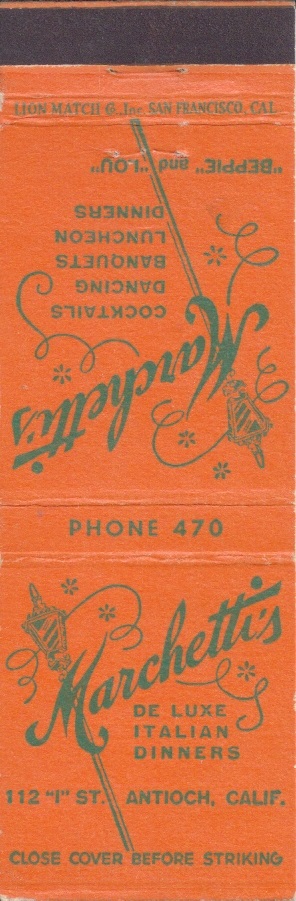 LION MATCH Co., Inc. SAN FRANCISCO, CAL.
Marchetti's
COCKTAILS
DANCING
BANQUETS
LUNCHEON
DINNERS
"BEPPIE" and "LOU"
PHONE 470
Marchetti's
DE LUXE
ITALIAN
DINNERS
112 "I" ST. ANTIOCH, CALIF.
CLOSE COVER BEFORE STRIKING